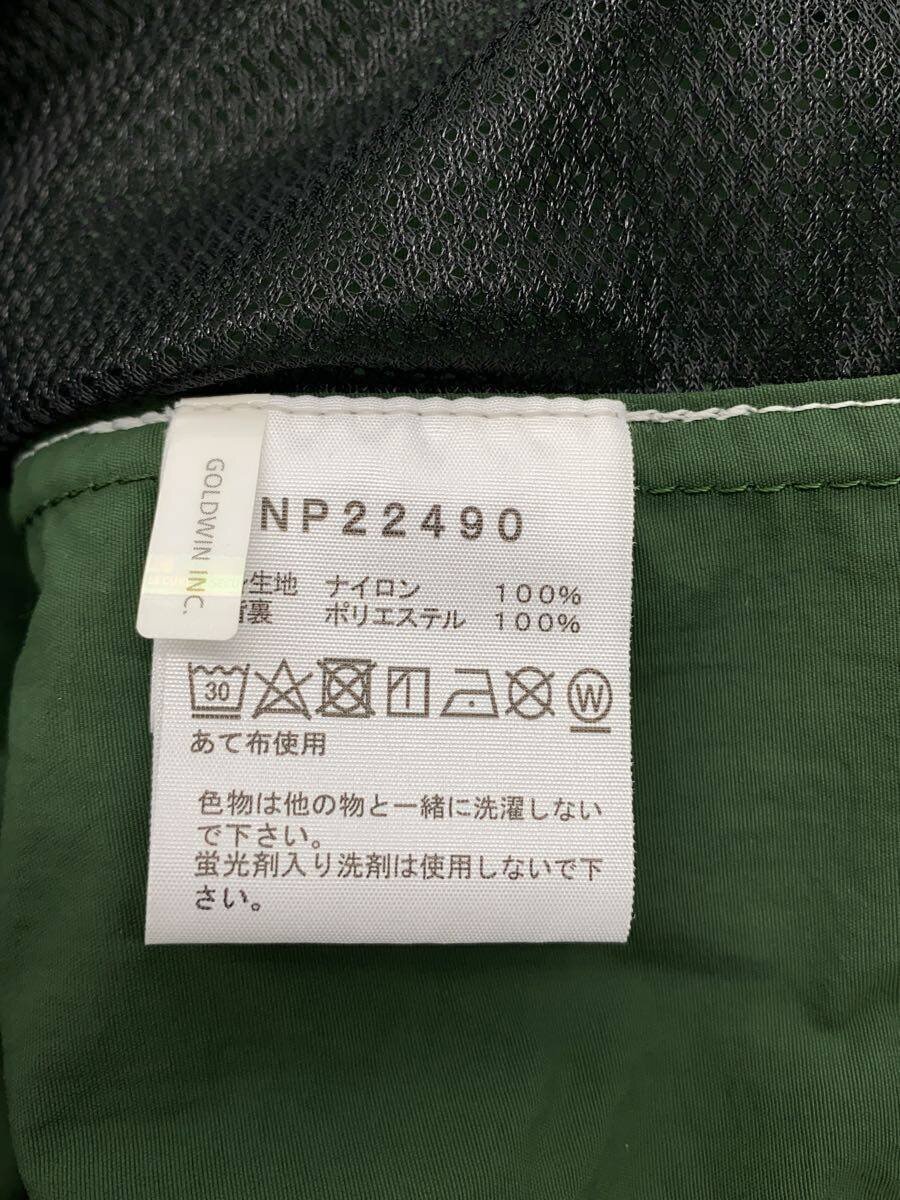 GOLDWIN INC.
NP22490
生地 ナイロン 100%
裏 ポリエステル 100%
30
W
あて布使用
色物は他の物と一緒に洗濯しない
で下さい。
蛍光剤入り洗剤は使用しないで下
さい。